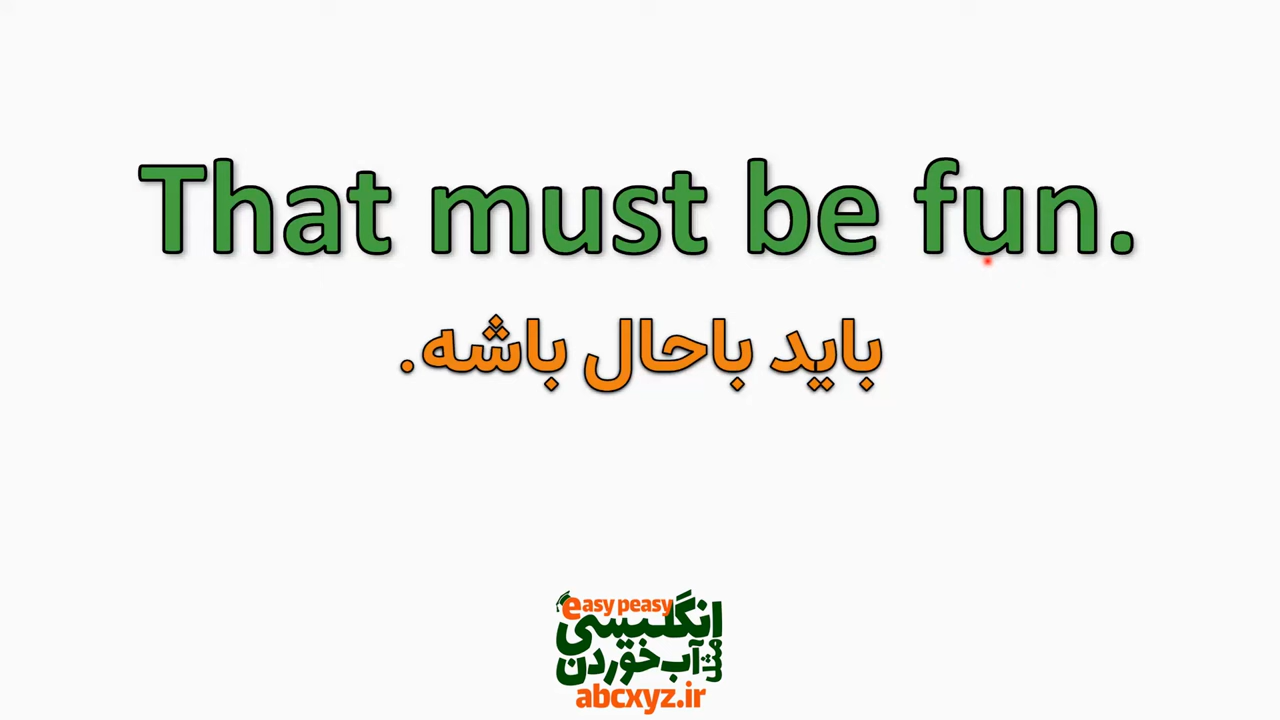 That must be fun.
باید باحال باشه.
easy peasy
انگلیسی
مثل آب خوردن
abcxyz.ir